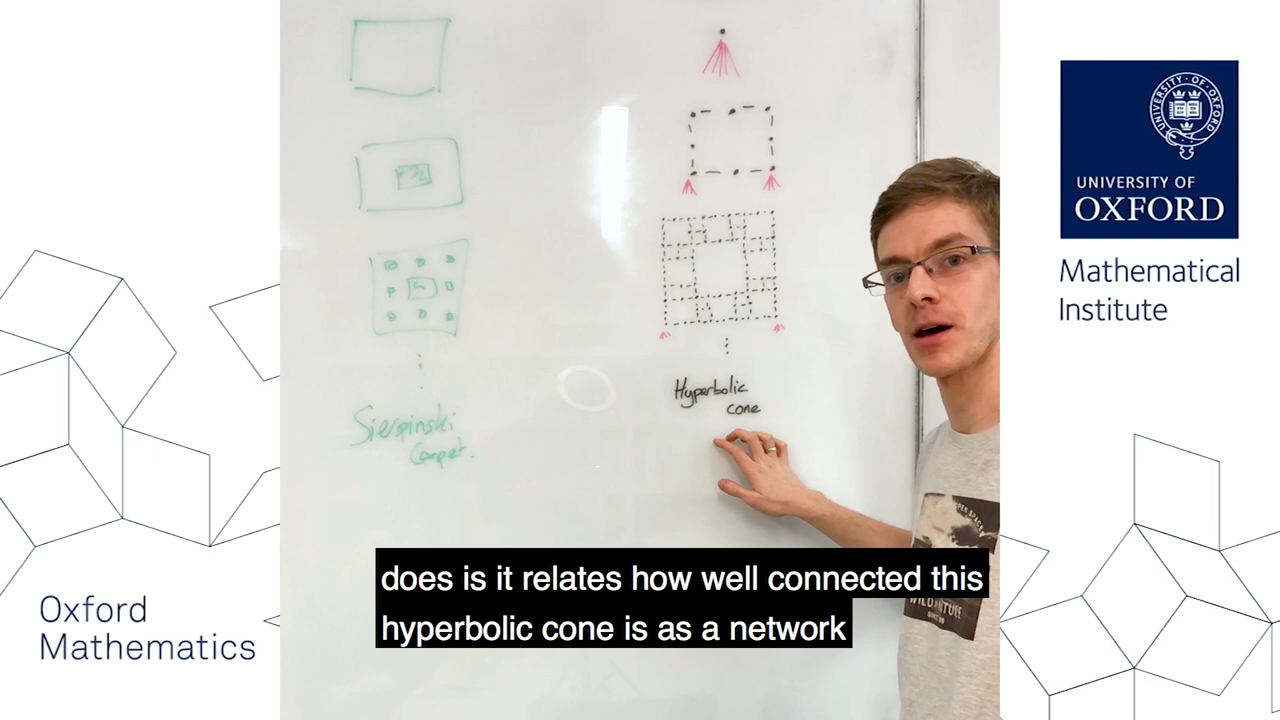 Sierpinski
Carpet.
Hyperbolic
cone
UNIVERSITY OF
OXFORD
Mathematical
Institute
Oxford
Mathematics
does is it relates how well connected this
hyperbolic cone is as a network